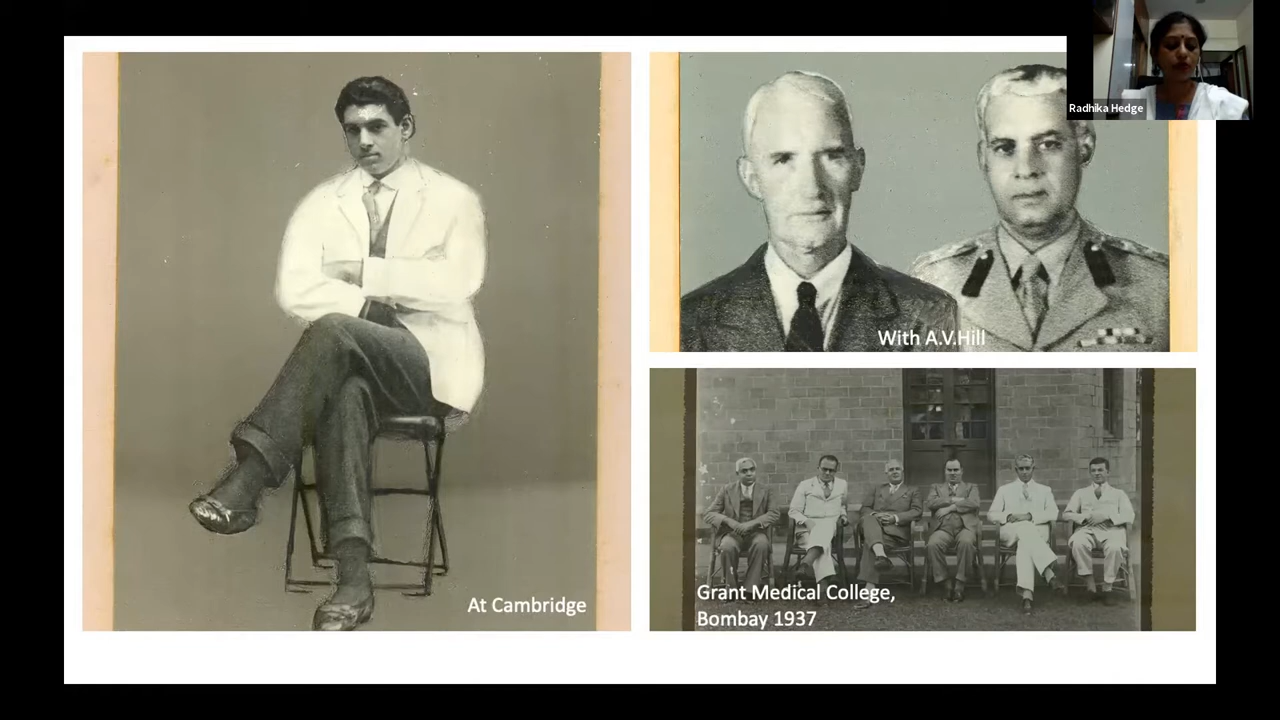 Radhika Hedge
With A.V.Hill
At Cambridge
Grant Medical College,
Bombay 1937